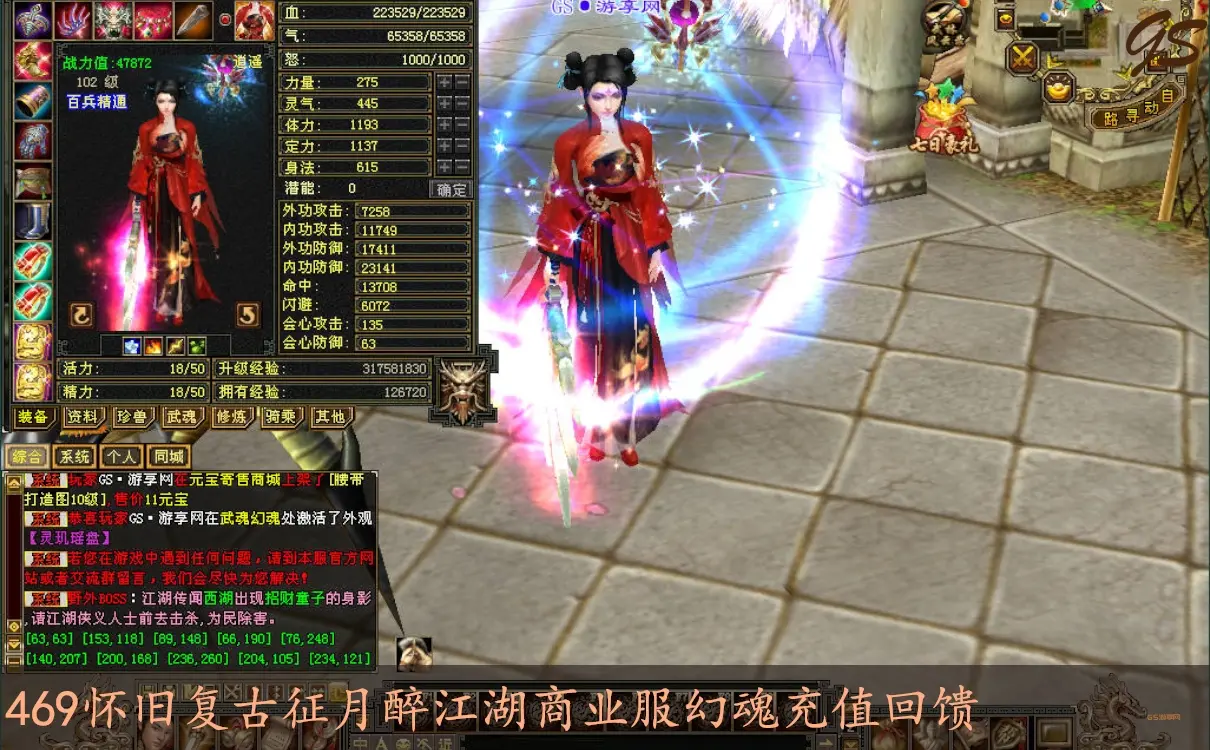 GS●游享网
战力值:47872
逍遥
102 级
百兵精通
血: 223529/223529
气: 65358/65358
怒: 1000/1000
力量: 275
灵气: 445
体力: 1193
定力: 1137
身法: 615
潜能: 0 确定
外功攻击: 7258
内功攻击: 11749
外功防御: 17411
内功防御: 23141
命中: 13708
闪避: 6072
会心攻击: 135
会心防御: 63
活力: 18/50 升级经验: 317581830
精力: 18/50 拥有经验: 126720
装备 资料 珍兽 武魂 修炼 骑乘 其他
GS
自动寻路
七日豪礼
综合 系统 个人 同城
系统 玩家GS·游享网在元宝寄售商城上架了[腰带
打造图10级],售价11元宝
系统 恭喜玩家GS·游享网在武魂幻魂处激活了外观
【灵玑瑶盘】
系统 若您在游戏中遇到任何问题，请到本服官方网
站或者交流群留言，我们会尽快为您解决!
系统 野外BOSS：江湖传闻西湖出现招财童子的身影
,请江湖侠义人士前去击杀,为民除害。
[63,63] [153,118] [89,148] [66,190] [76,248]
[140,207] [200,168] [236,260] [204,105] [234,121]
469怀旧复古征月醉江湖商业服幻魂充值回馈
GS游享网